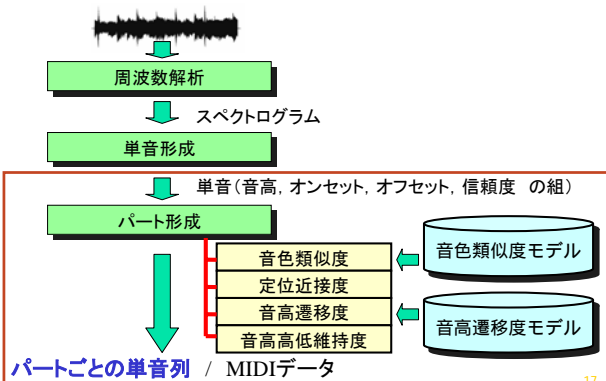 周波数解析
スペクトログラム
単音形成
単音(音高, オンセット, オフセット, 信頼度 の組)
パート形成
音色類似度
音色類似度モデル
定位近接度
音高遷移度
音高遷移度モデル
音高高低維持度
パートごとの単音列 / MIDIデータ
17